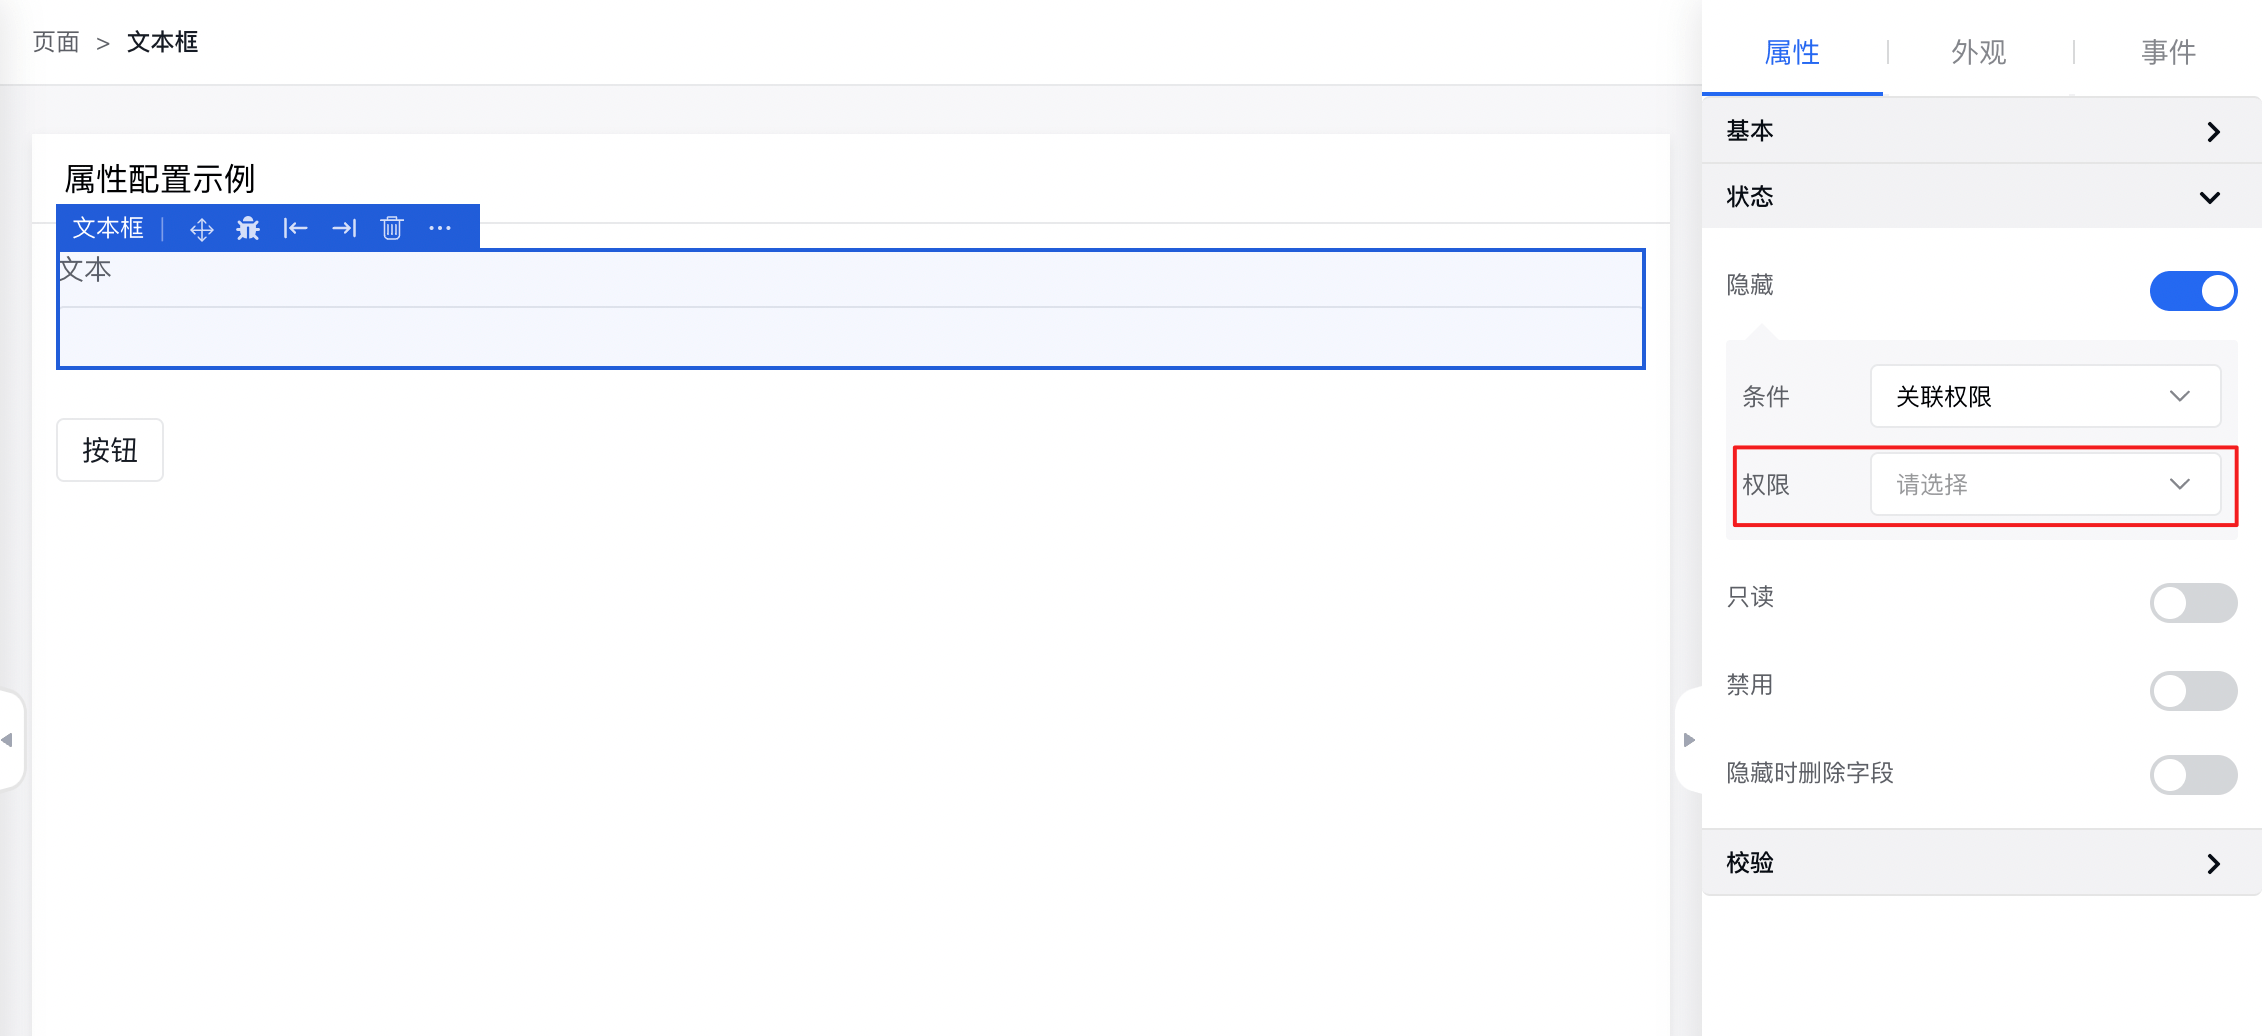 页面 > 文本框
属性配置示例
文本框
文本
按钮
属性 外观 事件
基本
状态
隐藏
条件 关联权限
权限 请选择
只读
禁用
隐藏时删除字段
校验